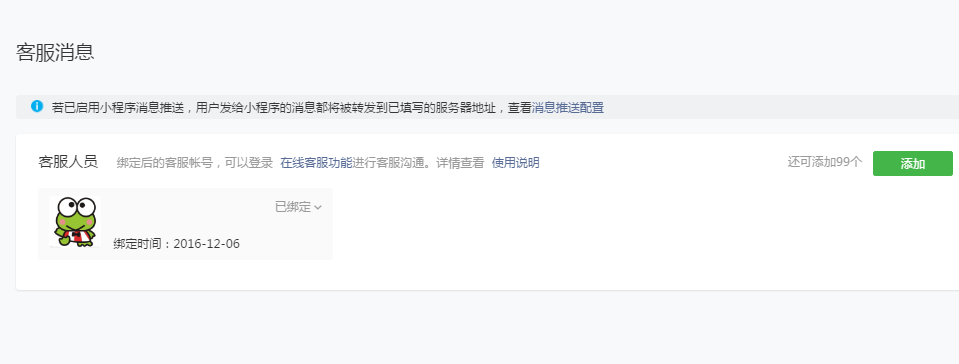 客服消息
若已启用小程序消息推送，用户发给小程序的消息都将被转发到已填写的服务器地址，查看消息推送配置
客服人员 绑定后的客服帐号，可以登录 在线客服功能进行客服沟通。详情查看 使用说明 还可添加99个 添加
已绑定
绑定时间：2016-12-06